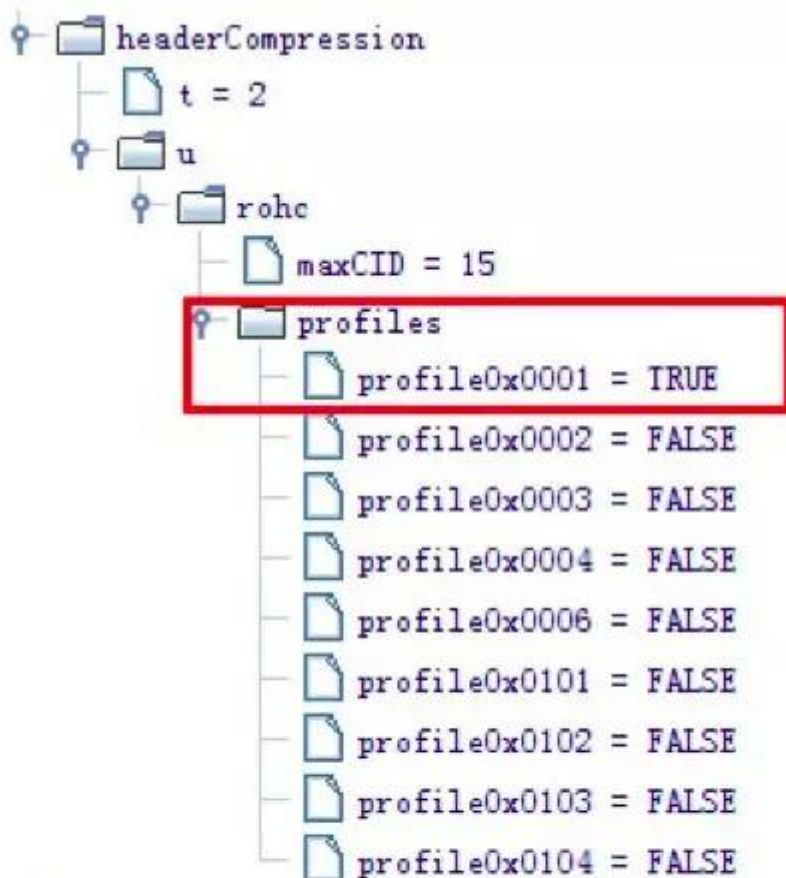 headerCompression
t = 2
u
rohc
maxCID = 15
profiles
profile0x0001 = TRUE
profile0x0002 = FALSE
profile0x0003 = FALSE
profile0x0004 = FALSE
profile0x0006 = FALSE
profile0x0101 = FALSE
profile0x0102 = FALSE
profile0x0103 = FALSE
profile0x0104 = FALSE